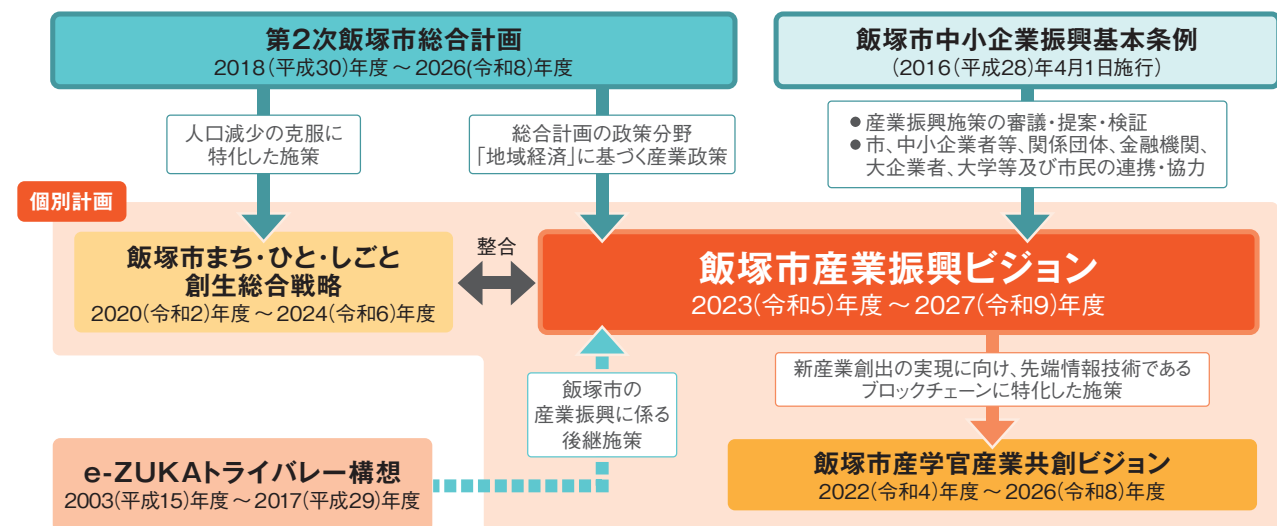 第2次飯塚市総合計画
2018(平成30)年度～2026(令和8)年度
飯塚市中小企業振興基本条例
(2016(平成28)年4月1日施行)
人口減少の克服に
特化した施策
総合計画の政策分野
「地域経済」に基づく産業政策
●産業振興施策の審議・提案・検証
●市、中小企業者等、関係団体、金融機関、
大企業者、大学等及び市民の連携・協力
個別計画
飯塚市まち・ひと・しごと
創生総合戦略
2020(令和2)年度～2024(令和6)年度
整合
飯塚市産業振興ビジョン
2023(令和5)年度～2027(令和9)年度
飯塚市の
産業振興に係る
後継施策
新産業創出の実現に向け、先端情報技術である
ブロックチェーンに特化した施策
e-ZUKAトライバレー構想
2003(平成15)年度～2017(平成29)年度
飯塚市産学官産業共創ビジョン
2022(令和4)年度～2026(令和8)年度